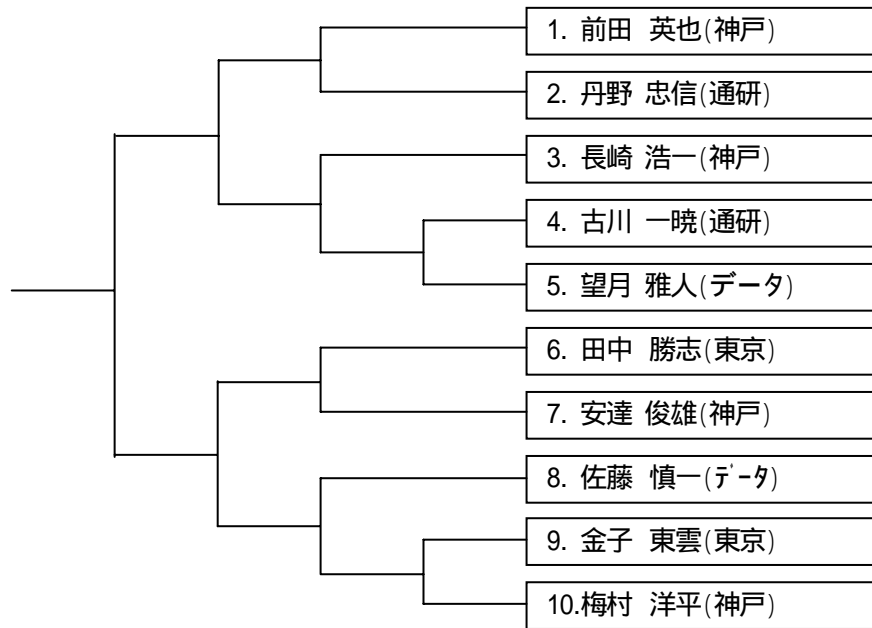 1. 前田 英也(神戸)
2. 丹野 忠信(通研)
3. 長崎 浩一(神戸)
4. 古川 一暁(通研)
5. 望月 雅人(データ)
6. 田中 勝志(東京)
7. 安達 俊雄(神戸)
8. 佐藤 慎一(ﾃﾞｰﾀ)
9. 金子 東雲(東京)
10.梅村 洋平(神戸)